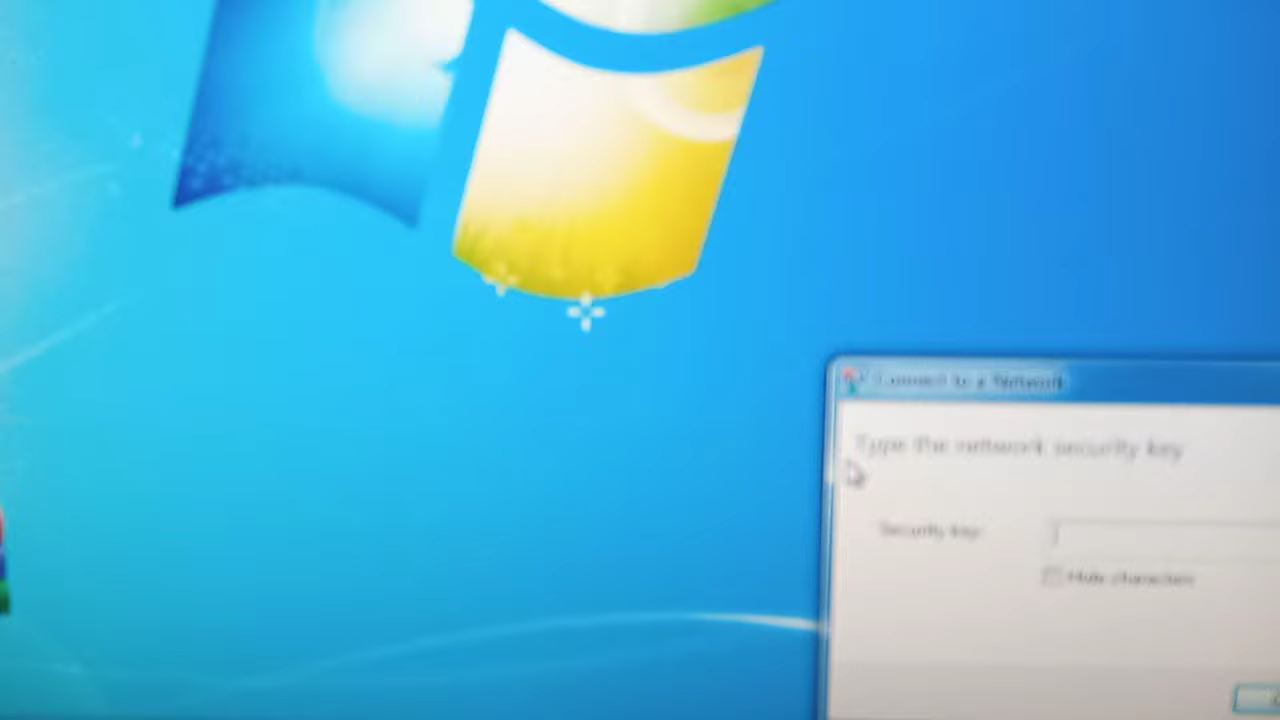 Connect to a Network
Type the network security key
Security key:
Hide characters